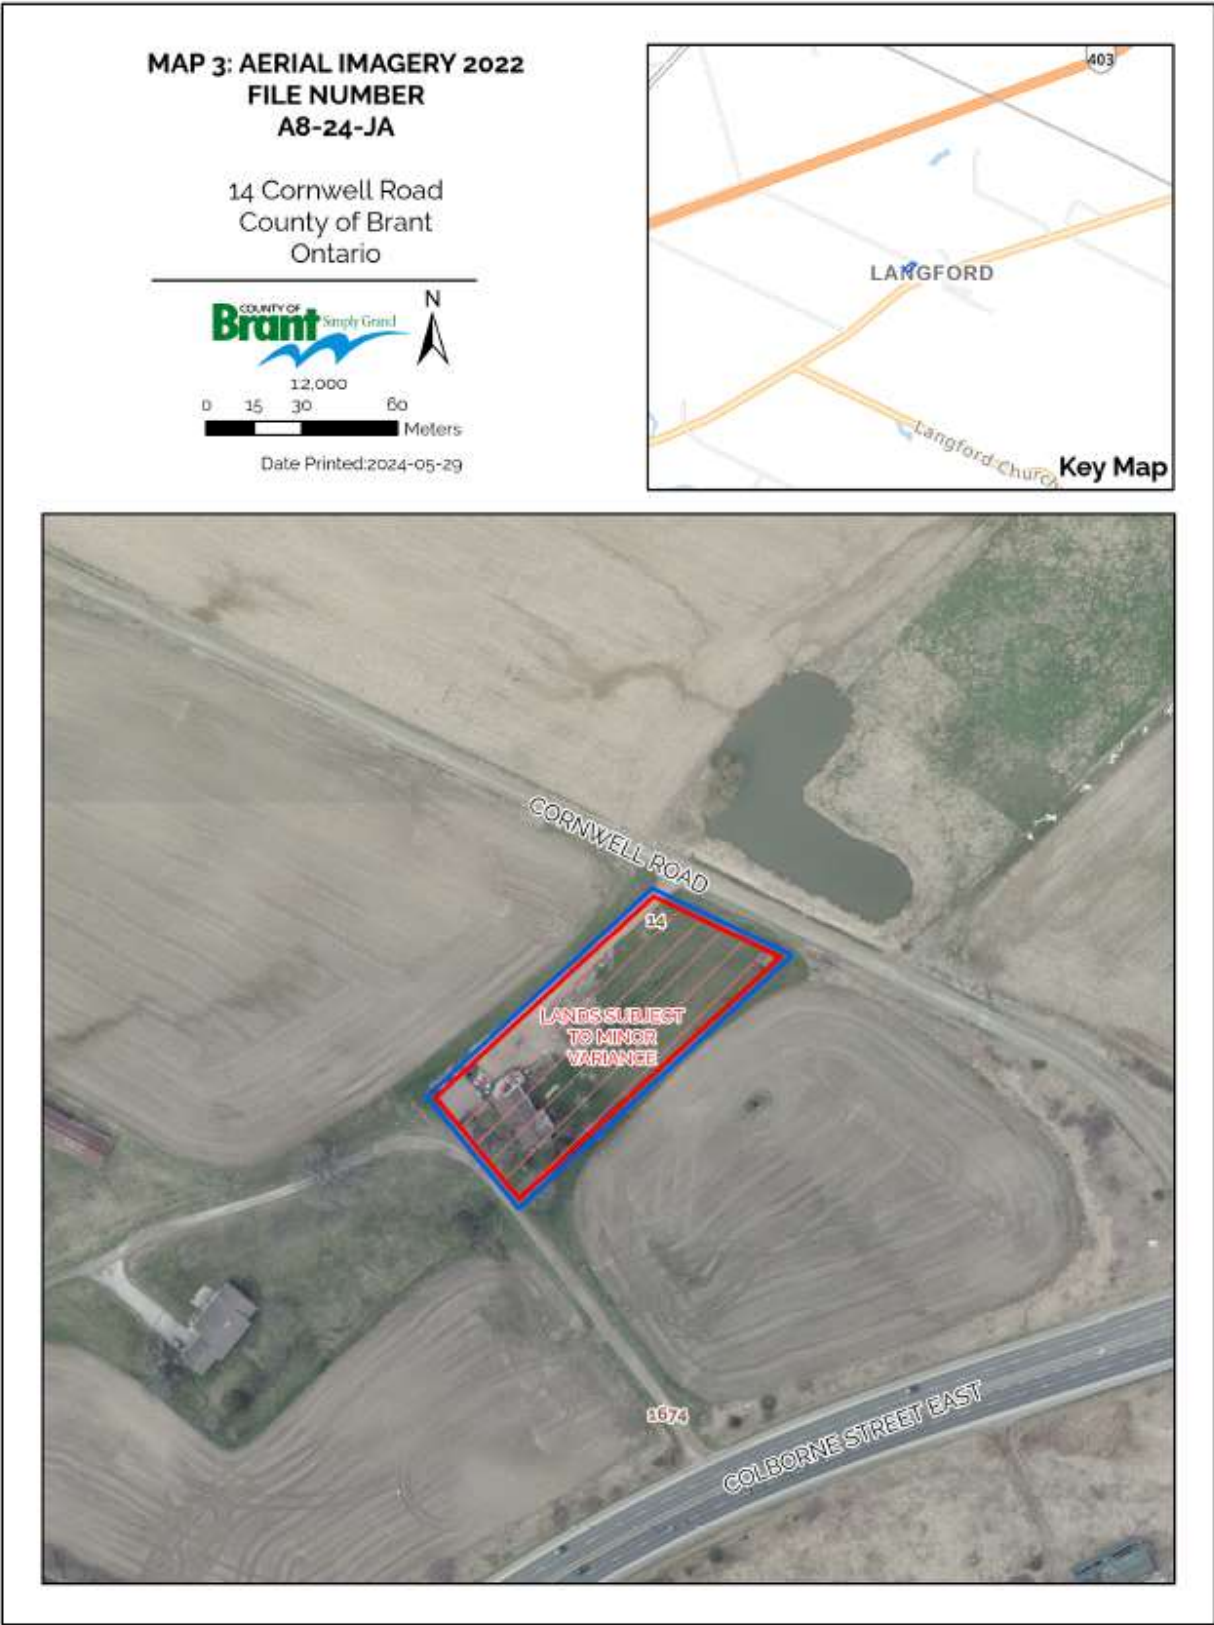 MAP 3: AERIAL IMAGERY 2022
FILE NUMBER
A8-24-JA
14 Cornwell Road
County of Brant
Ontario
COUNTY OF
Brant Simply Grand
N
1:2,000
0 15 30 60
Meters
Date Printed:2024-05-29
403
LANGFORD
Langford Church
Key Map
CORNWELL ROAD
14
LANDS SUBJECT
TO MINOR
VARIANCE
1674
COLBORNE STREET EAST